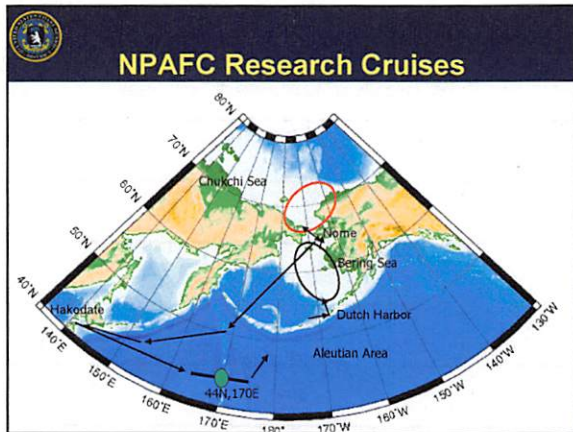 NPAFC Research Cruises
80°N
70°N
60°N
50°N
40°N
Chukchi Sea
Nome
Bering Sea
Hakodate
Dutch Harbor
Aleutian Area
44N,170E
140°E
150°E
160°E
170°E
180°
170°W
160°W
150°W
140°W
130°W